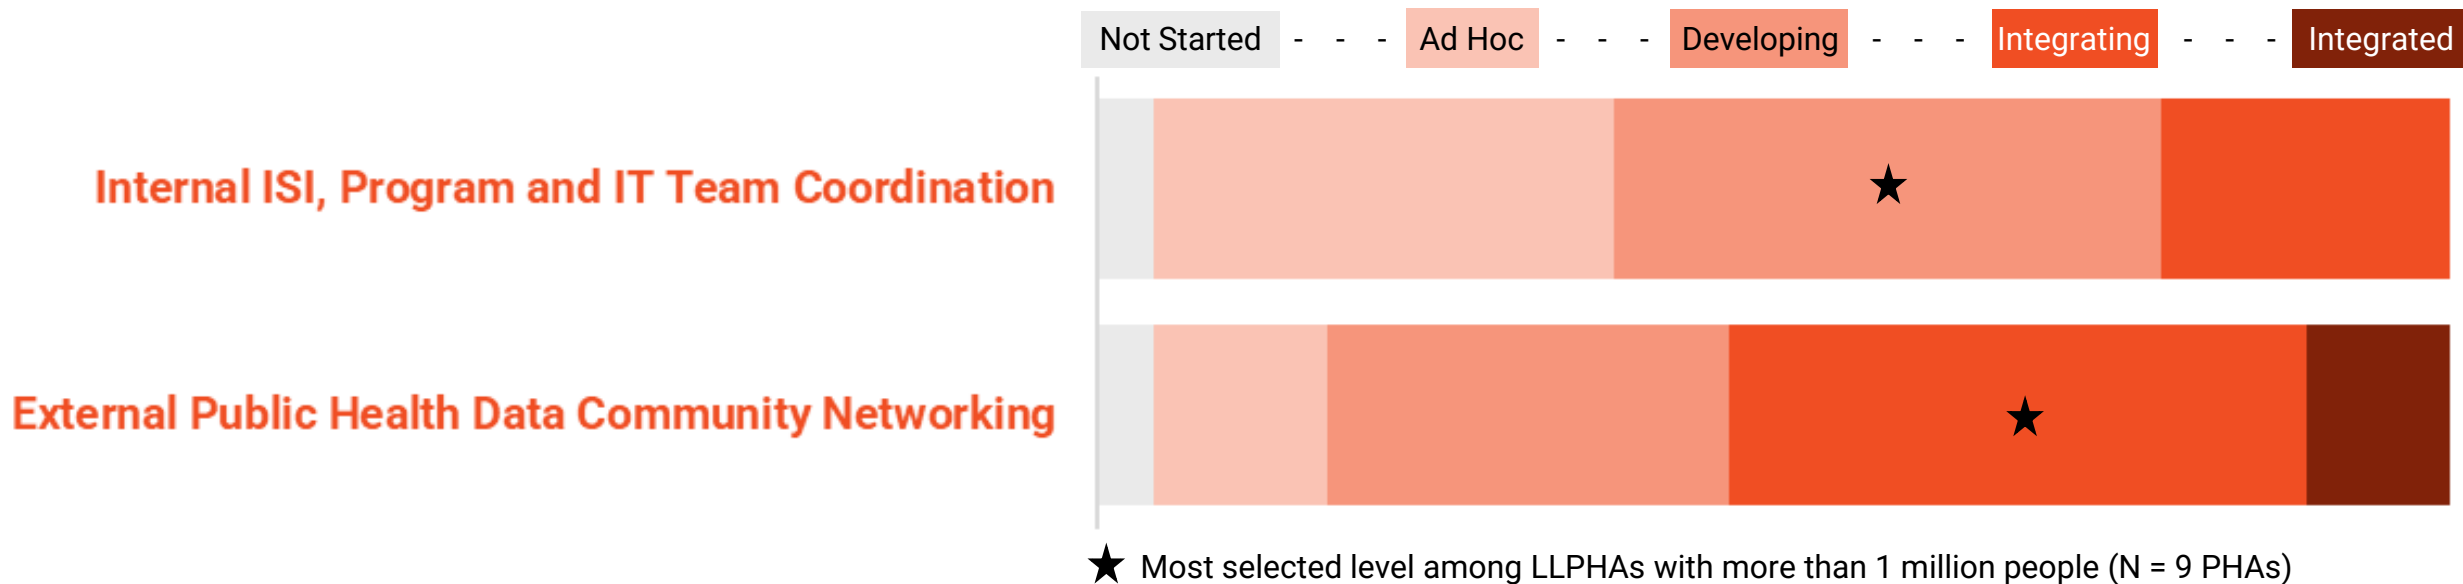 Not Started - - - Ad Hoc - - - Developing - - - Integrating - - - Integrated
Internal ISI, Program and IT Team Coordination
External Public Health Data Community Networking
★ Most selected level among LLPHAs with more than 1 million people (N = 9 PHAs)